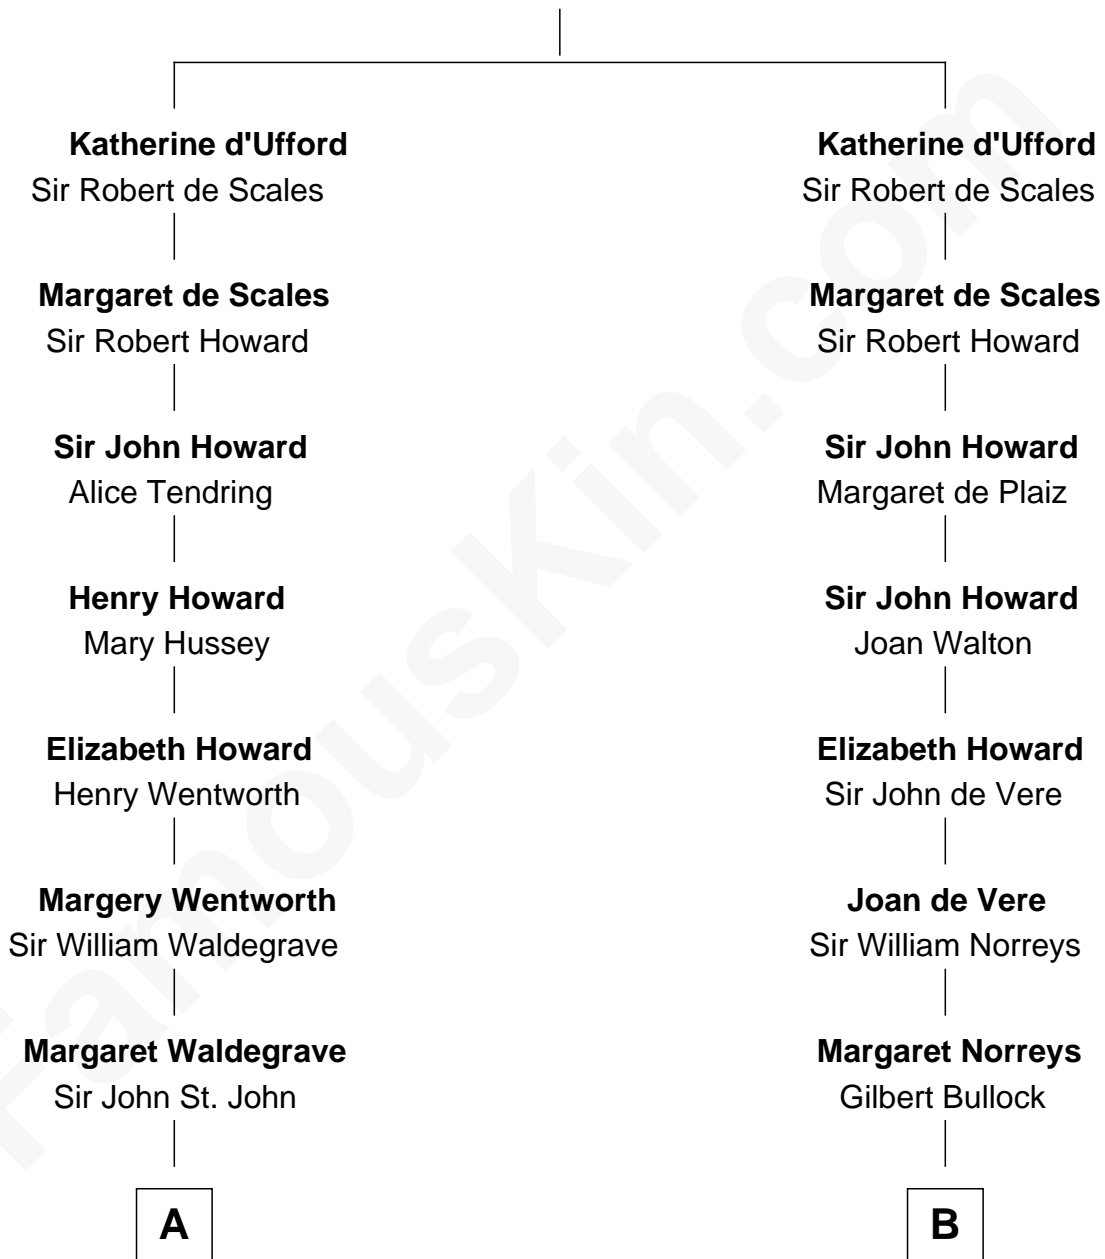 Katherine d'Ufford
Sir Robert de Scales
Margaret de Scales
Sir Robert Howard
Sir John Howard
Alice Tendring
Henry Howard
Mary Hussey
Elizabeth Howard
Henry Wentworth
Margery Wentworth
Sir William Waldegrave
Margaret Waldegrave
Sir John St. John
A
Katherine d'Ufford
Sir Robert de Scales
Margaret de Scales
Sir Robert Howard
Sir John Howard
Margaret de Plaiz
Sir John Howard
Joan Walton
Elizabeth Howard
Sir John de Vere
Joan de Vere
Sir William Norreys
Margaret Norreys
Gilbert Bullock
B
FamousKin.com